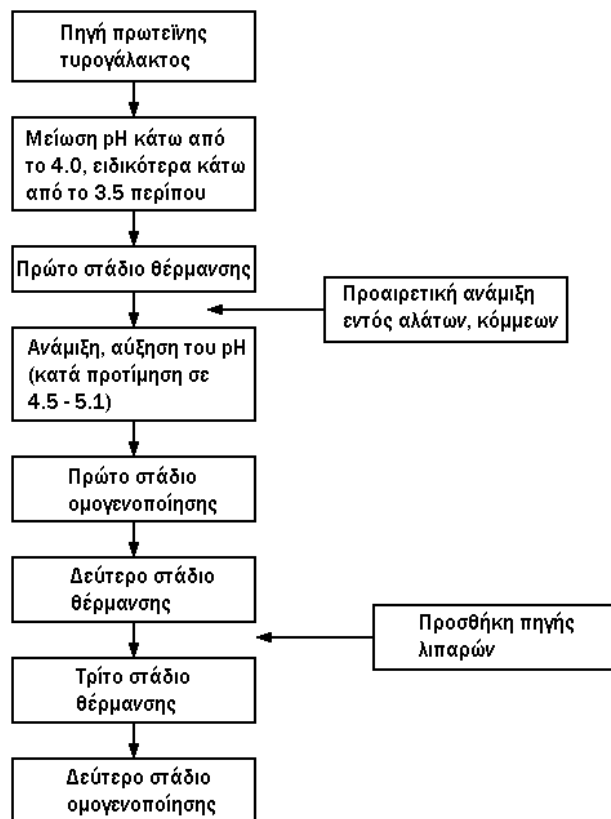 Πηγή πρωτεϊνης
τυρογάλακτος
Μείωση pH κάτω από
το 4.0, ειδικότερα κάτω
από το 3.5 περίπου
Πρώτο στάδιο θέρμανσης
Προαιρετική ανάμιξη
εντός αλάτων, κόμμεων
Ανάμιξη, αύξηση του pH
(κατά προτίμηση σε
4.5 - 5.1)
Πρώτο στάδιο
ομογενοποίησης
Δεύτερο στάδιο
θέρμανσης
Προσθήκη πηγής
λιπαρών
Τρίτο στάδιο
θέρμανσης
Δεύτερο στάδιο
ομογενοποίησης